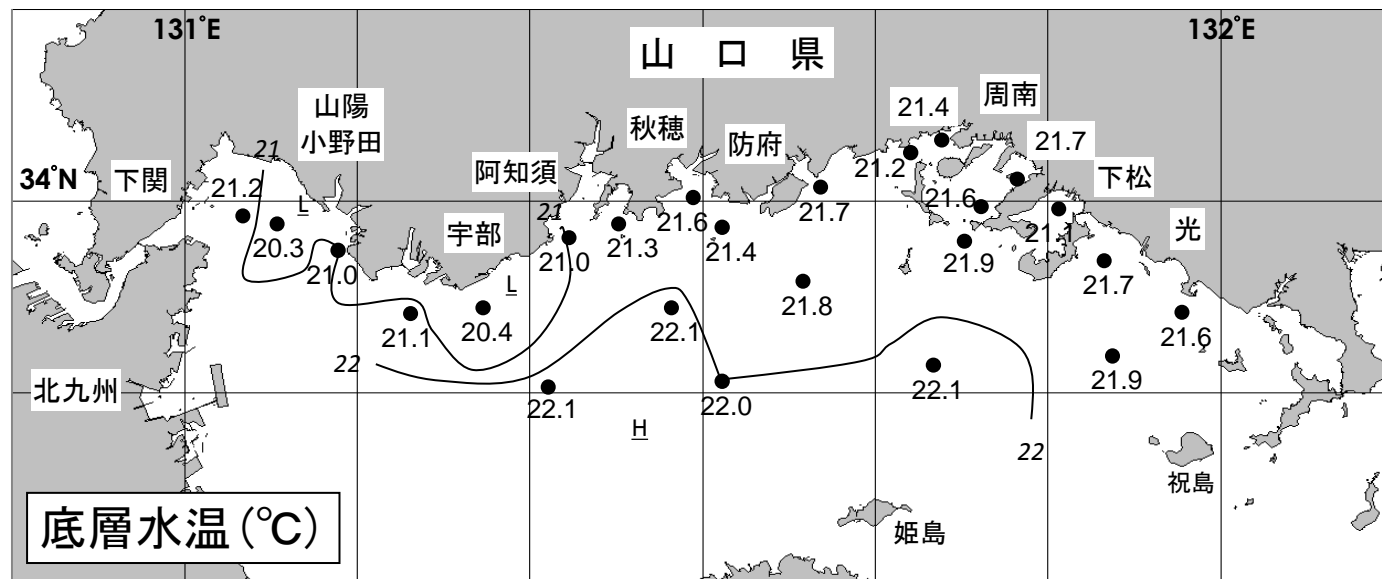 131°E
132°E
山 口 県
21.4
周南
山陽
小野田
秋穂
防府
21.7
21
21.2
下松
阿知須
34°N
下関
21.2
L
21.6
21.7
21.6
21.1
光
21
宇部
20.3
21.0
21.0
21.3
21.4
21.9
21.7
L
21.8
21.1
20.4
22.1
21.6
22
22.1
21.9
北九州
22.1
22.0
H
22
祝島
底層水温(℃)
姫島